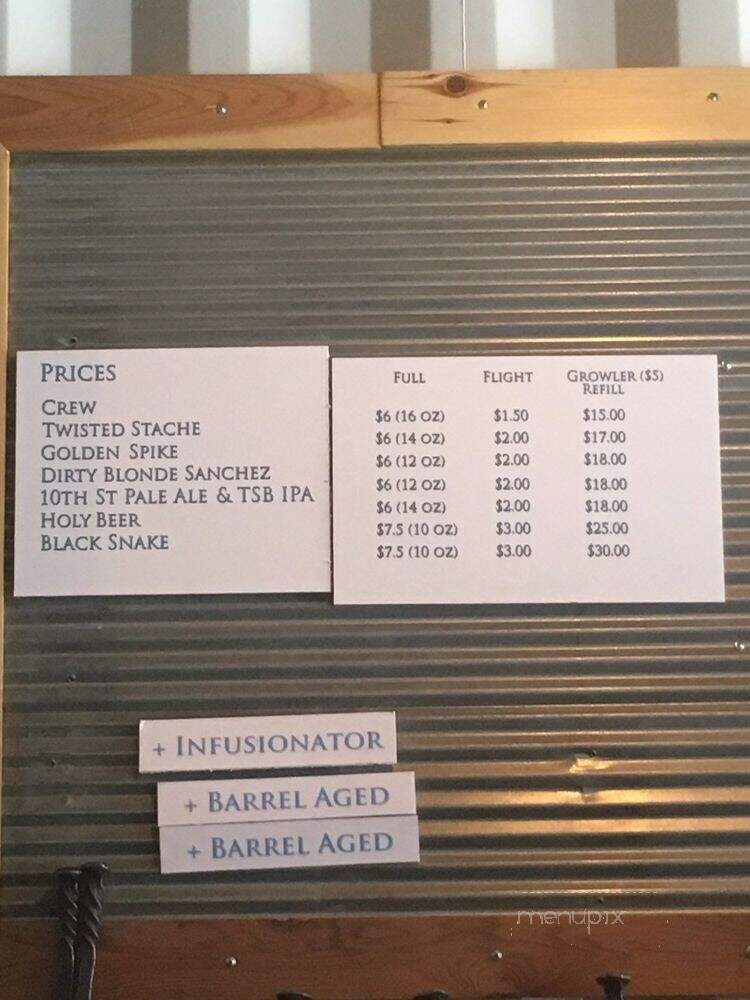 Prices
Crew
Twisted Stache
Golden Spike
Dirty Blonde Sanchez
10th St Pale Ale & TSB IPA
Holy Beer
Black Snake
Full Flight Growler ($5)
Refill
$6 (16 oz) $1.50 $15.00
$6 (14 oz) $2.00 $17.00
$6 (12 oz) $2.00 $18.00
$6 (12 oz) $2.00 $18.00
$6 (14 oz) $2.00 $18.00
$7.5 (10 oz) $3.00 $25.00
$7.5 (10 oz) $3.00 $30.00
+ Infusionator
+ Barrel Aged
+ Barrel Aged
menupix